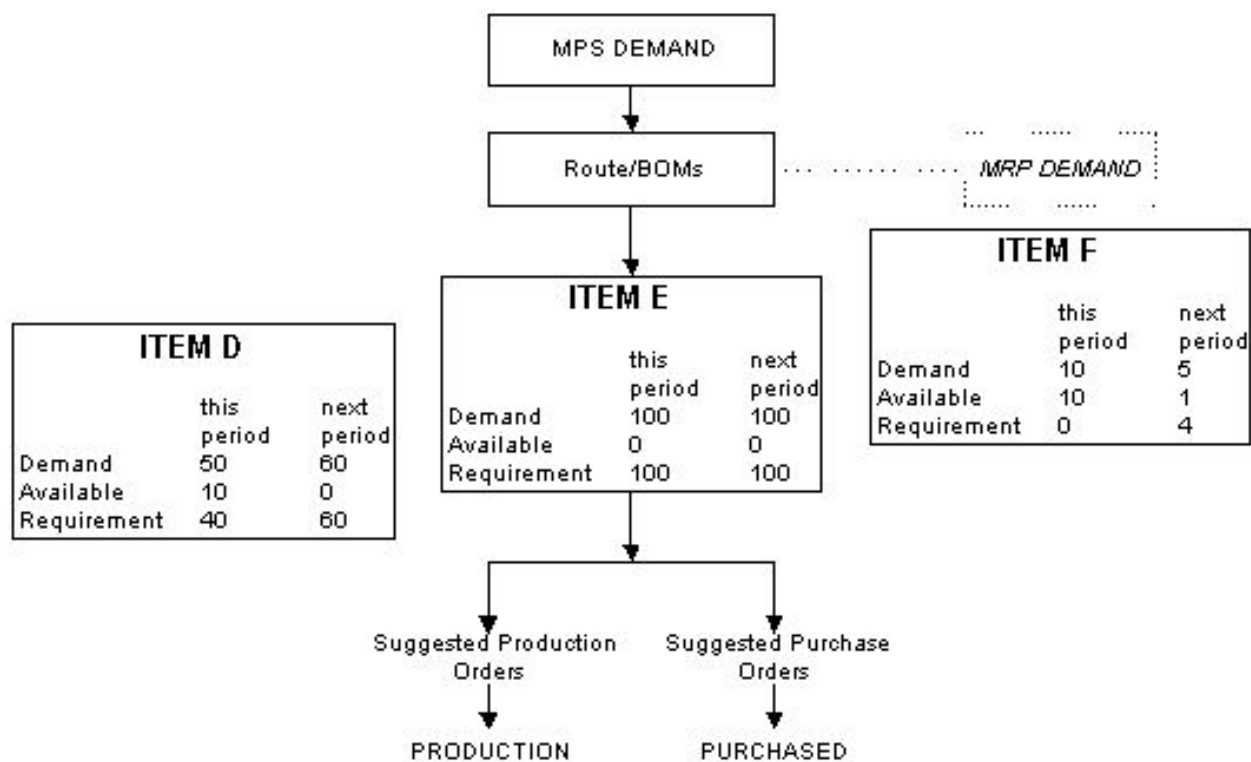 MPS DEMAND
Route/BOMs
MRP DEMAND
ITEM D
this next
period period
Demand 50 60
Available 10 0
Requirement 40 60
ITEM E
this next
period period
Demand 100 100
Available 0 0
Requirement 100 100
ITEM F
this next
period period
Demand 10 5
Available 10 1
Requirement 0 4
Suggested Production
Orders
Suggested Purchase
Orders
PRODUCTION
PURCHASED